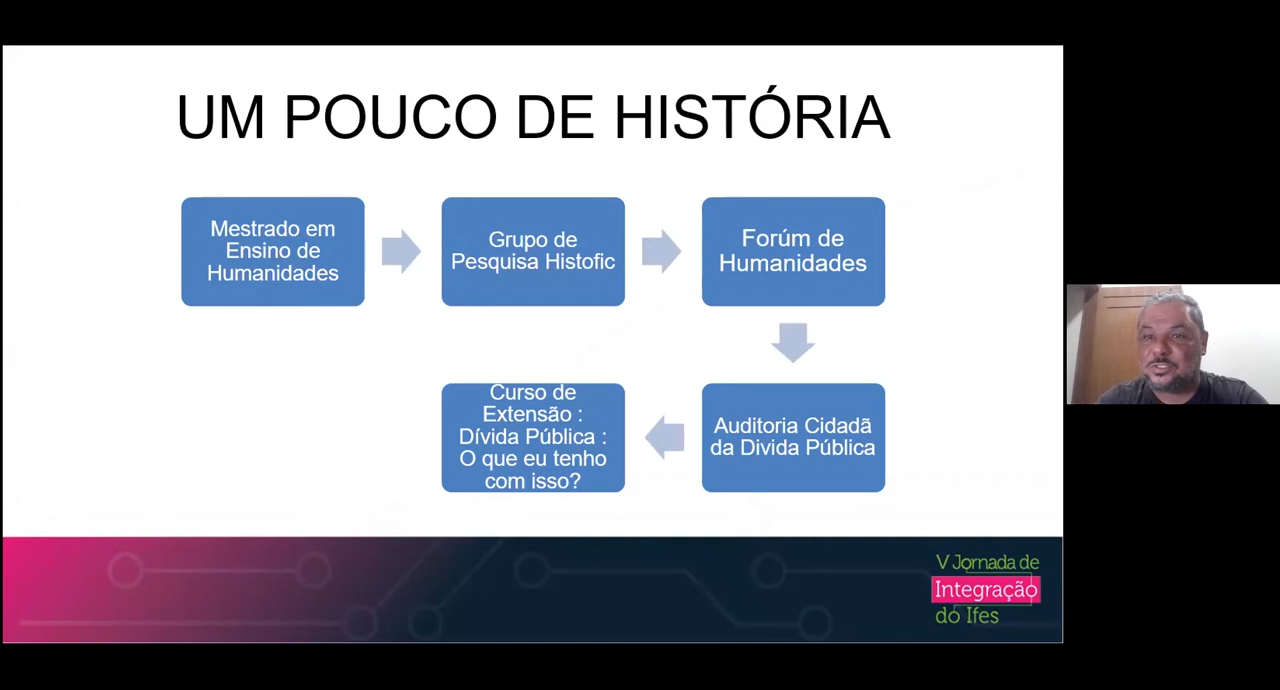 UM POUCO DE HISTÓRIA
Mestrado em
Ensino de
Humanidades
Grupo de
Pesquisa Histofic
Forúm de
Humanidades
Auditoria Cidadã
da Divida Pública
Curso de
Extensão :
Dívida Pública :
O que eu tenho
com isso?
V Jornada de
Integração
do Ifes